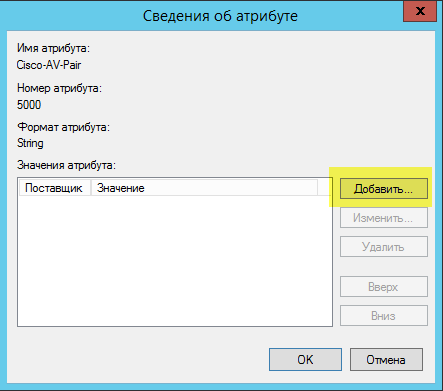 Сведения об атрибуте
x
Имя атрибута:
Cisco-AV-Pair
Номер атрибута:
5000
Формат атрибута:
String
Значения атрибута:
Поставщик Значение
Добавить...
Изменить...
Удалить
Вверх
Вниз
OK Отмена